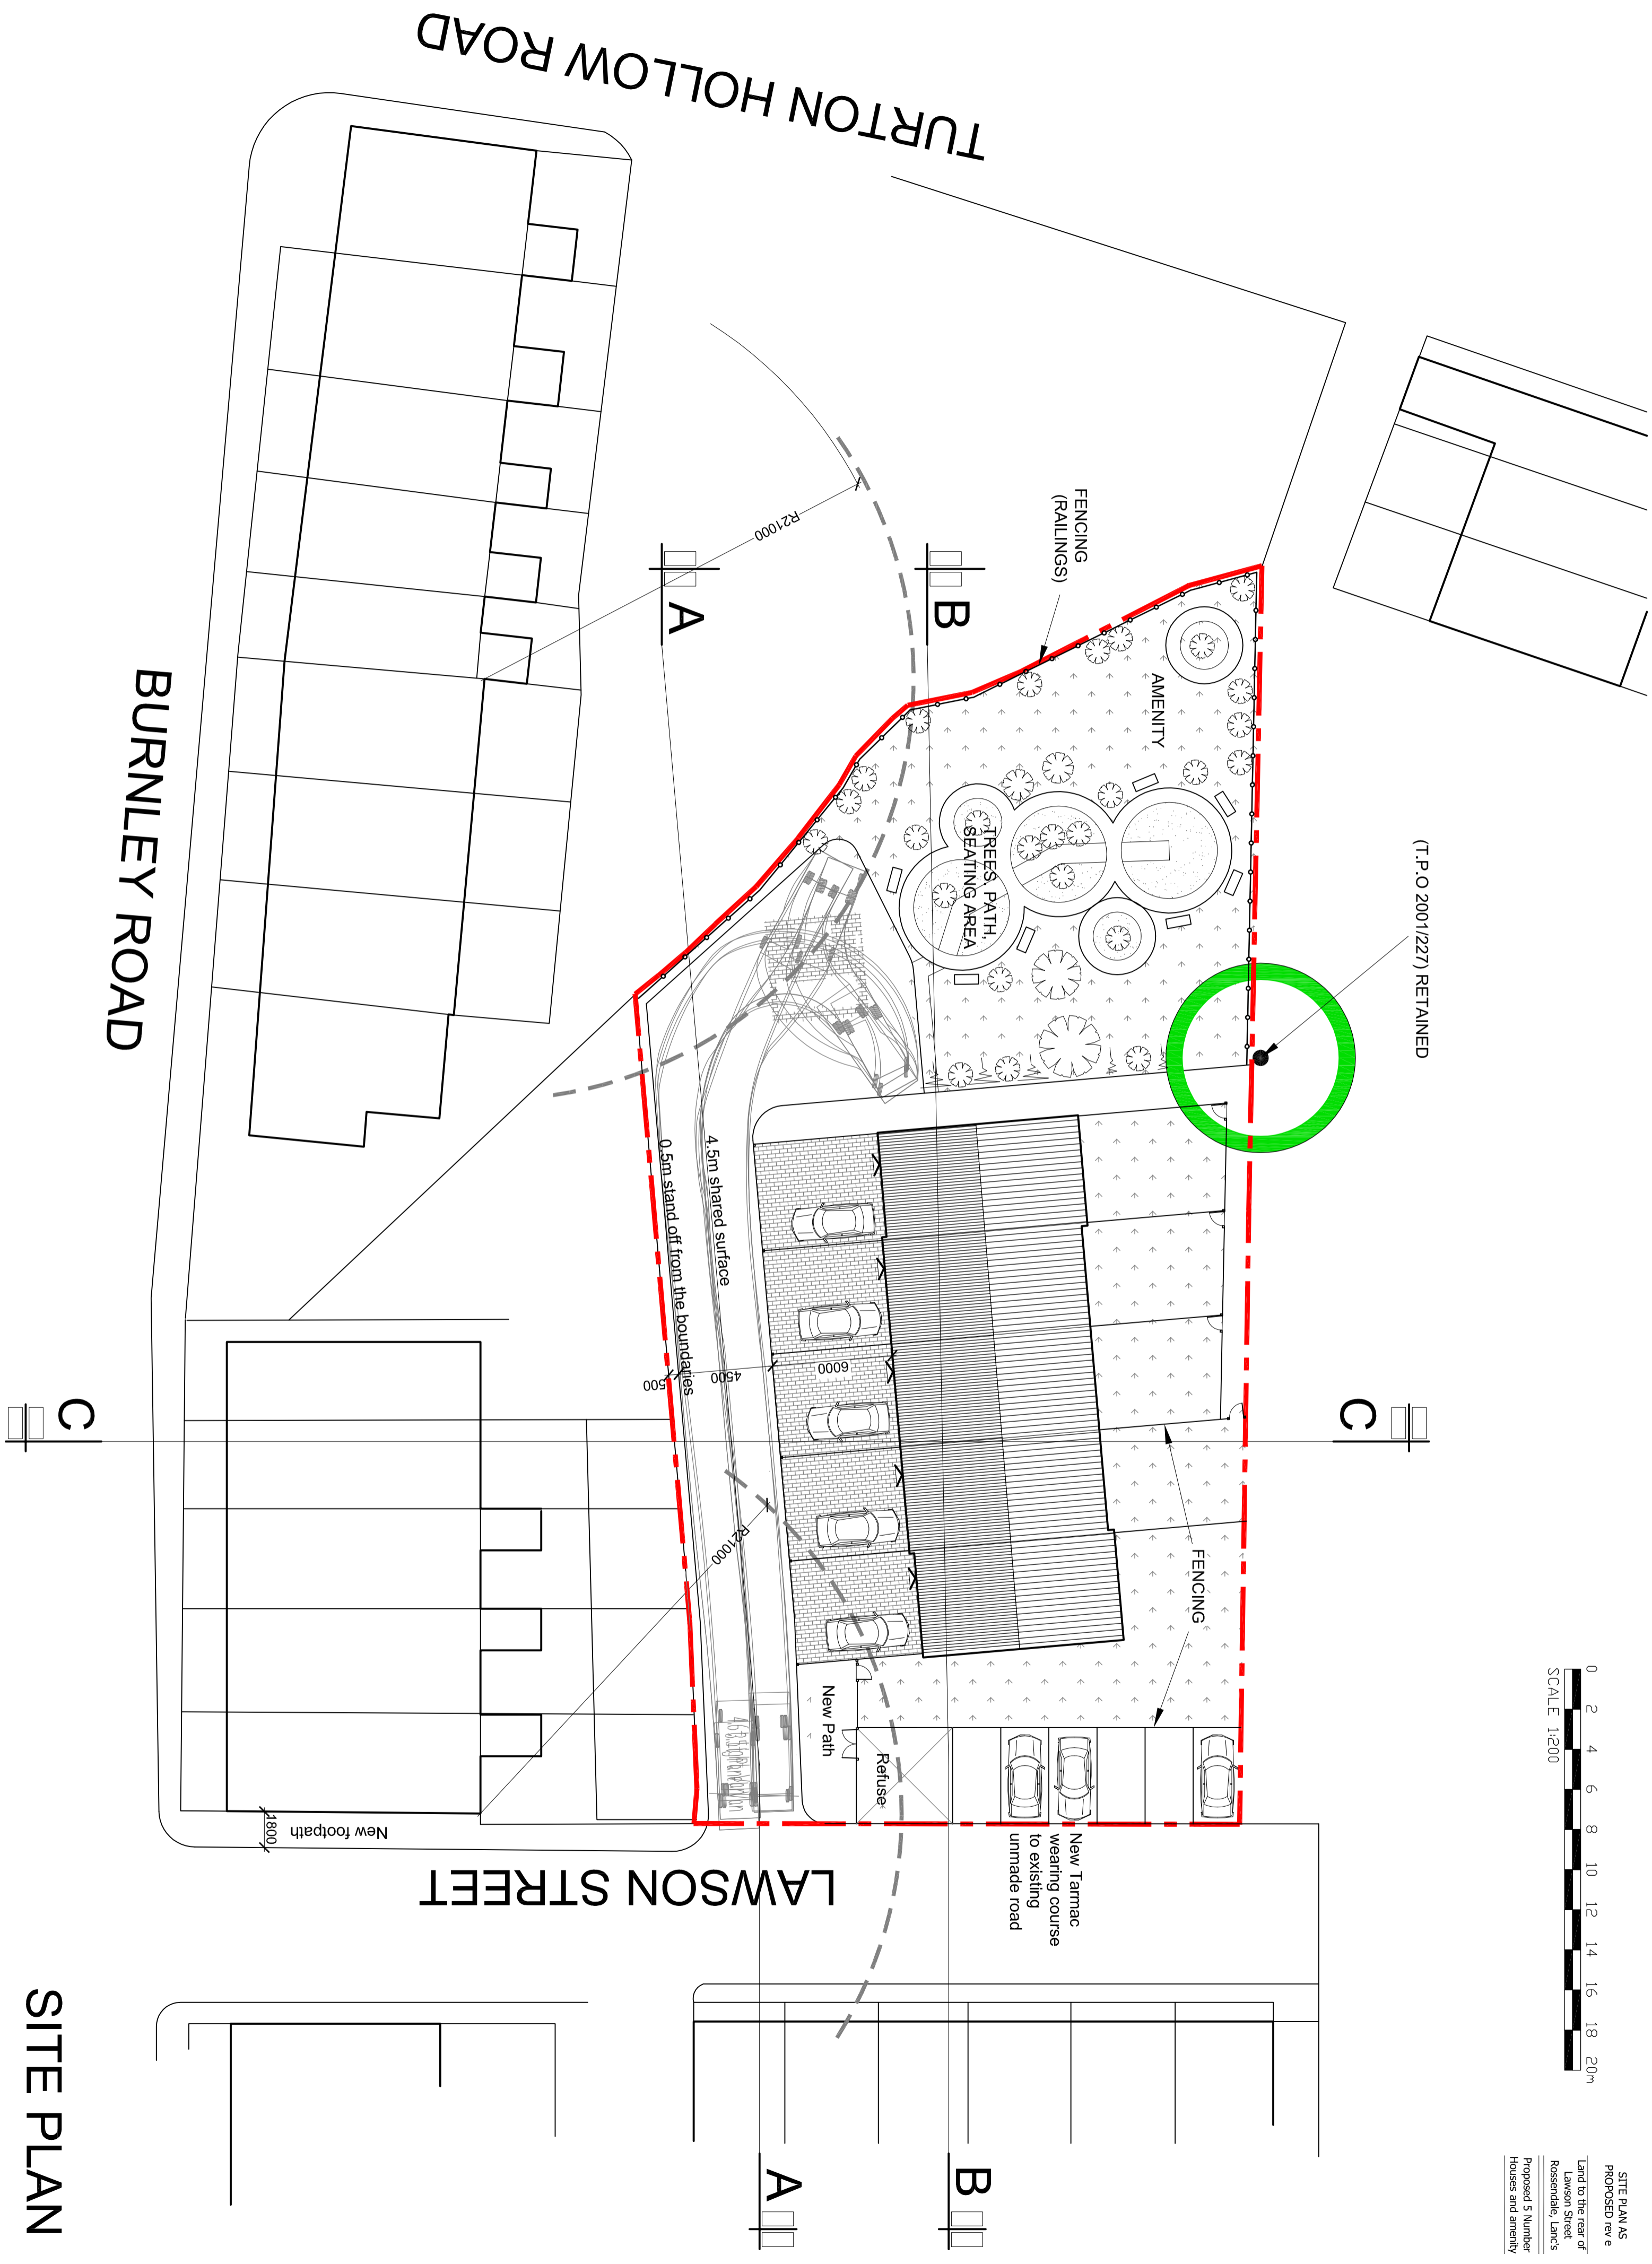 TURTON HOLLOW ROAD
BURNLEY ROAD
LAWSON STREET
SITE PLAN
FENCING
(RAILINGS)
AMENITY
TREES, PATH,
SEATING AREA
(T.P.O 2001/227) RETAINED
R21000
A
B
4.5m shared surface
0.5m stand off from the boundaries
500
4500
6000
C
C
R21000
FENCING
New Path
Refuse
New footpath
1800
New Tarmac
wearing course
to existing
unmade road
A
B
0 2 4 6 8 10 12 14 16 18 20m
SCALE 1:200
SITE PLAN AS
PROPOSED rev e
Land to the rear of
Lawson Street
Rossendale, Lanc's
Proposed 5 Number
Houses and amenity